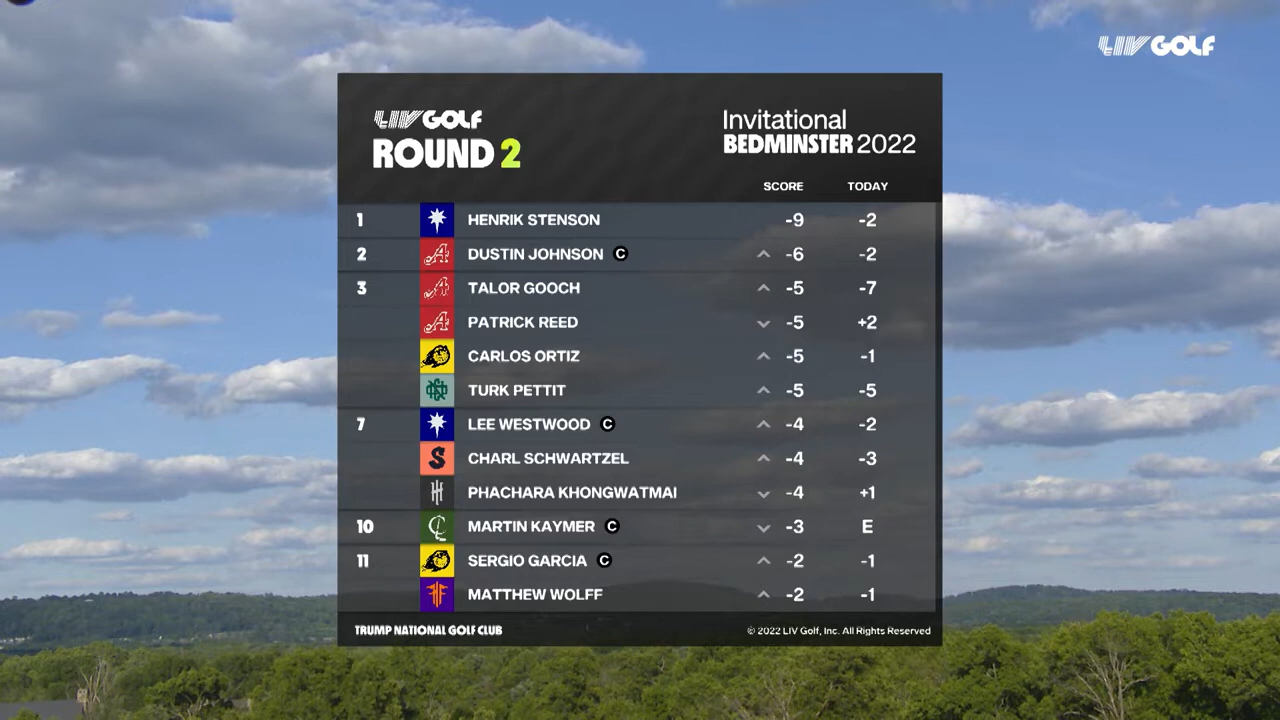 LIV GOLF
LIV GOLF
ROUND 2
Invitational
BEDMINSTER 2022
SCORE TODAY
1 HENRIK STENSON -9 -2
2 DUSTIN JOHNSON C -6 -2
3 TALOR GOOCH -5 -7
PATRICK REED -5 +2
CARLOS ORTIZ -5 -1
TURK PETTIT -5 -5
7 LEE WESTWOOD C -4 -2
CHARL SCHWARTZEL -4 -3
PHACHARA KHONGWATMAI -4 +1
10 MARTIN KAYMER C -3 E
11 SERGIO GARCIA C -2 -1
MATTHEW WOLFF -2 -1
TRUMP NATIONAL GOLF CLUB © 2022 LIV Golf, Inc. All Rights Reserved